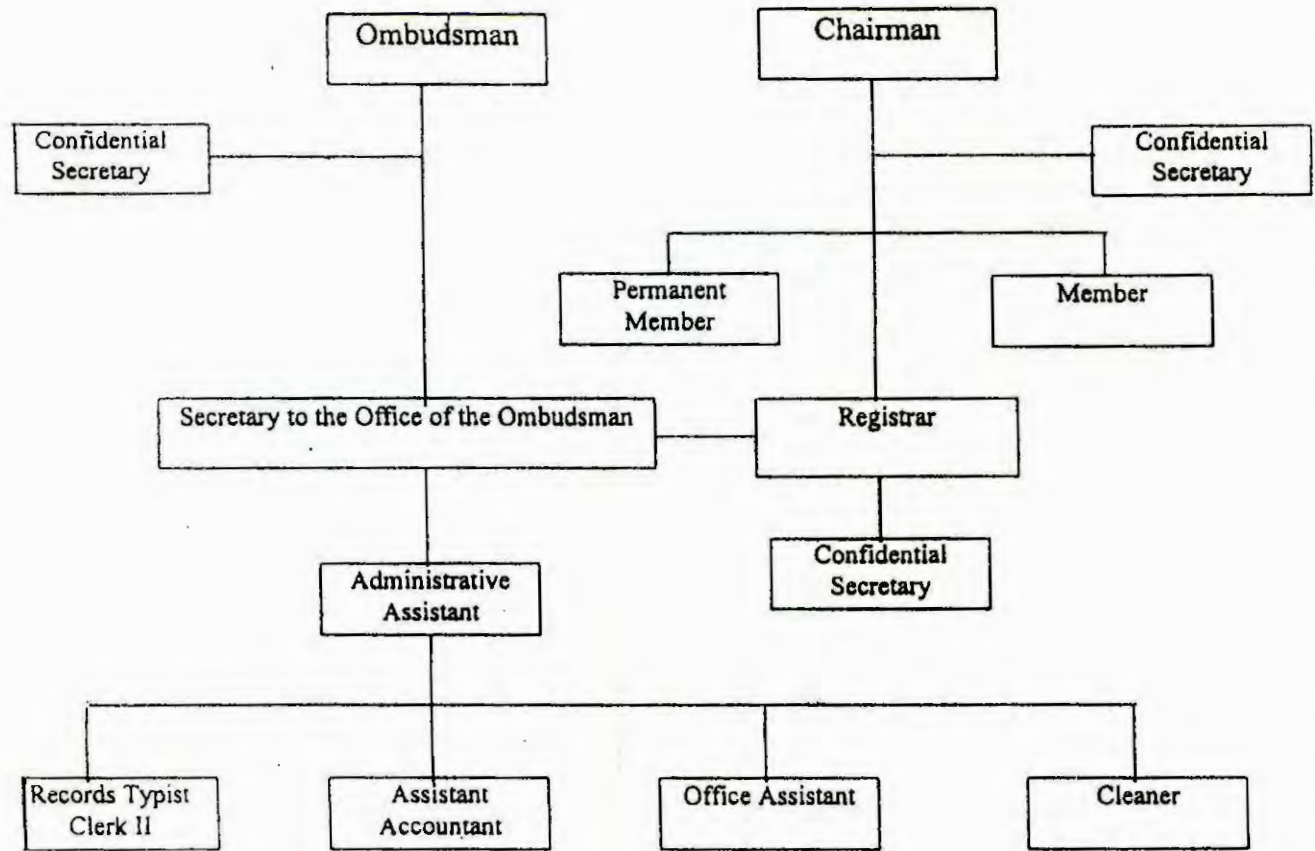 Ombudsman
Chairman
Confidential
Secretary
Confidential
Secretary
Permanent
Member
Member
Secretary to the Office of the Ombudsman
Registrar
Confidential
Secretary
Administrative
Assistant
Records Typist
Clerk II
Assistant
Accountant
Office Assistant
Cleaner